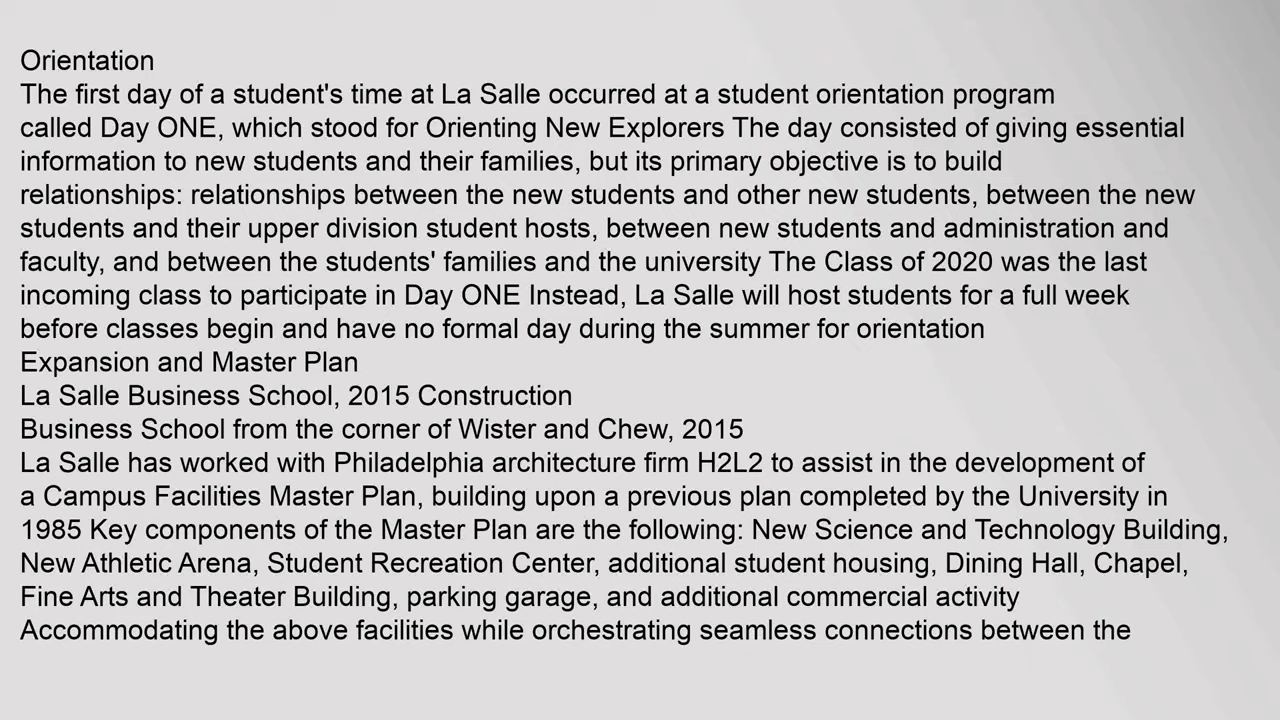 Orientation
The first day of a student's time at La Salle occurred at a student orientation program
called Day ONE, which stood for Orienting New Explorers The day consisted of giving essential
information to new students and their families, but its primary objective is to build
relationships: relationships between the new students and other new students, between the new
students and their upper division student hosts, between new students and administration and
faculty, and between the students' families and the university The Class of 2020 was the last
incoming class to participate in Day ONE Instead, La Salle will host students for a full week
before classes begin and have no formal day during the summer for orientation
Expansion and Master Plan
La Salle Business School, 2015 Construction
Business School from the corner of Wister and Chew, 2015
La Salle has worked with Philadelphia architecture firm H2L2 to assist in the development of
a Campus Facilities Master Plan, building upon a previous plan completed by the University in
1985 Key components of the Master Plan are the following: New Science and Technology Building,
New Athletic Arena, Student Recreation Center, additional student housing, Dining Hall, Chapel,
Fine Arts and Theater Building, parking garage, and additional commercial activity
Accommodating the above facilities while orchestrating seamless connections between the